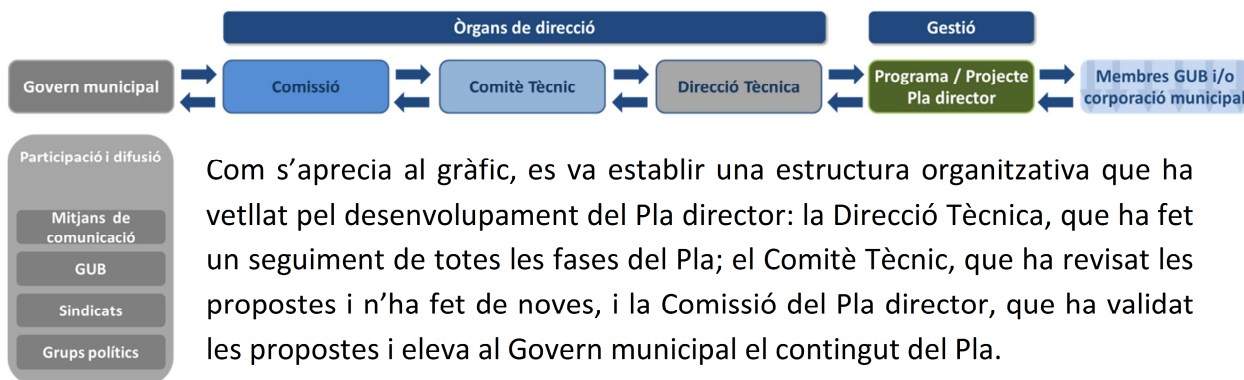 Òrgans de direcció
Gestió
Govern municipal
Comissió
Comitè Tècnic
Direcció Tècnica
Programa / Projecte
Pla director
Membres GUB i/o
corporació municipal
Participació i difusió
Mitjans de
comunicació
GUB
Sindicats
Grups polítics
Com s’aprecia al gràfic, es va establir una estructura organitzativa que ha
vetllat pel desenvolupament del Pla director: la Direcció Tècnica, que ha fet
un seguiment de totes les fases del Pla; el Comitè Tècnic, que ha revisat les
propostes i n’ha fet de noves, i la Comissió del Pla director, que ha validat
les propostes i eleva al Govern municipal el contingut del Pla.